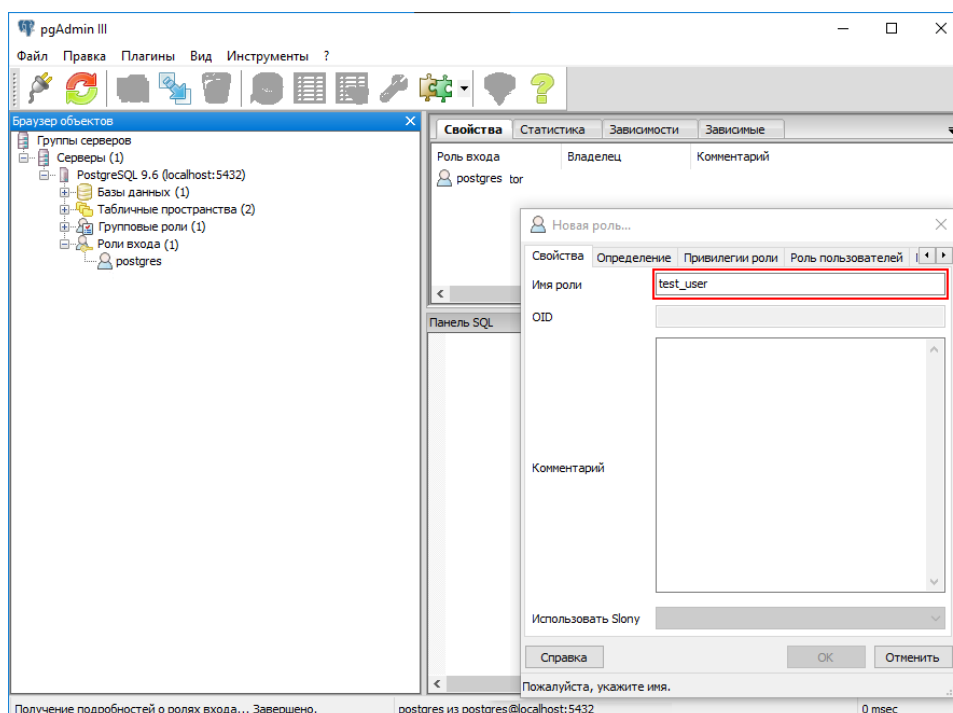 pgAdmin III
Файл Правка Плагины Вид Инструменты ?
Браузер объектов
Группы серверов
Серверы (1)
PostgreSQL 9.6 (localhost:5432)
Базы данных (1)
Табличные пространства (2)
Групповые роли (1)
Роли входа (1)
postgres
Свойства Статистика Зависимости Зависимые
Роль входа Владелец Комментарий
postgres tor
Панель SQL
Новая роль...
Свойства Определение Привилегии роли Роль пользователей
Имя роли test_user
OID
Комментарий
Использовать Slony
Справка OK Отменить
Пожалуйста, укажите имя.
Получение подробностей о ролях входа... Завершено. postgres из postgres@localhost:5432 0 msec